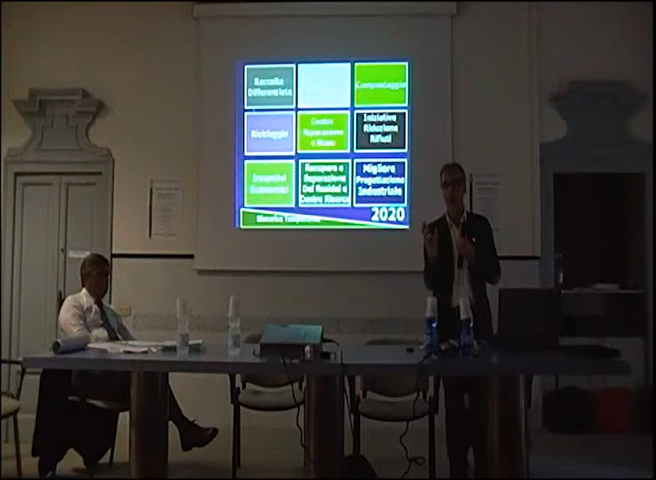 Raccolta
Differenziata
Compostaggio
Riciclaggio
Centro
Riparazione
e Riuso
Iniziative
Riduzione
Rifiuti
Incentivi
Economici
Recupero e
Separazione
Dei Residui e
Centro Ricerca
Migliore
Progettazione
Industriale
2020